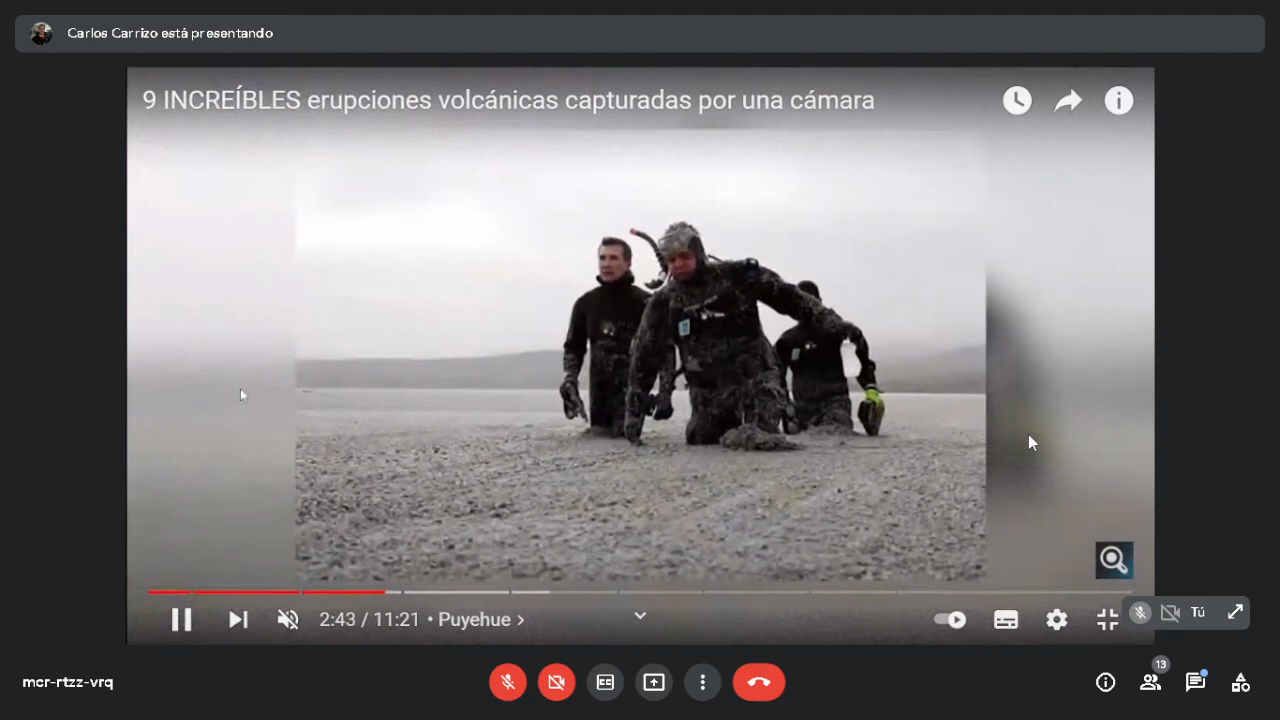 Carlos Carrizo está presentando
9 INCREÍBLES erupciones volcánicas capturadas por una cámara
2:43 / 11:21 • Puyehue ›
Tú
13
mcr-rtzz-vrq